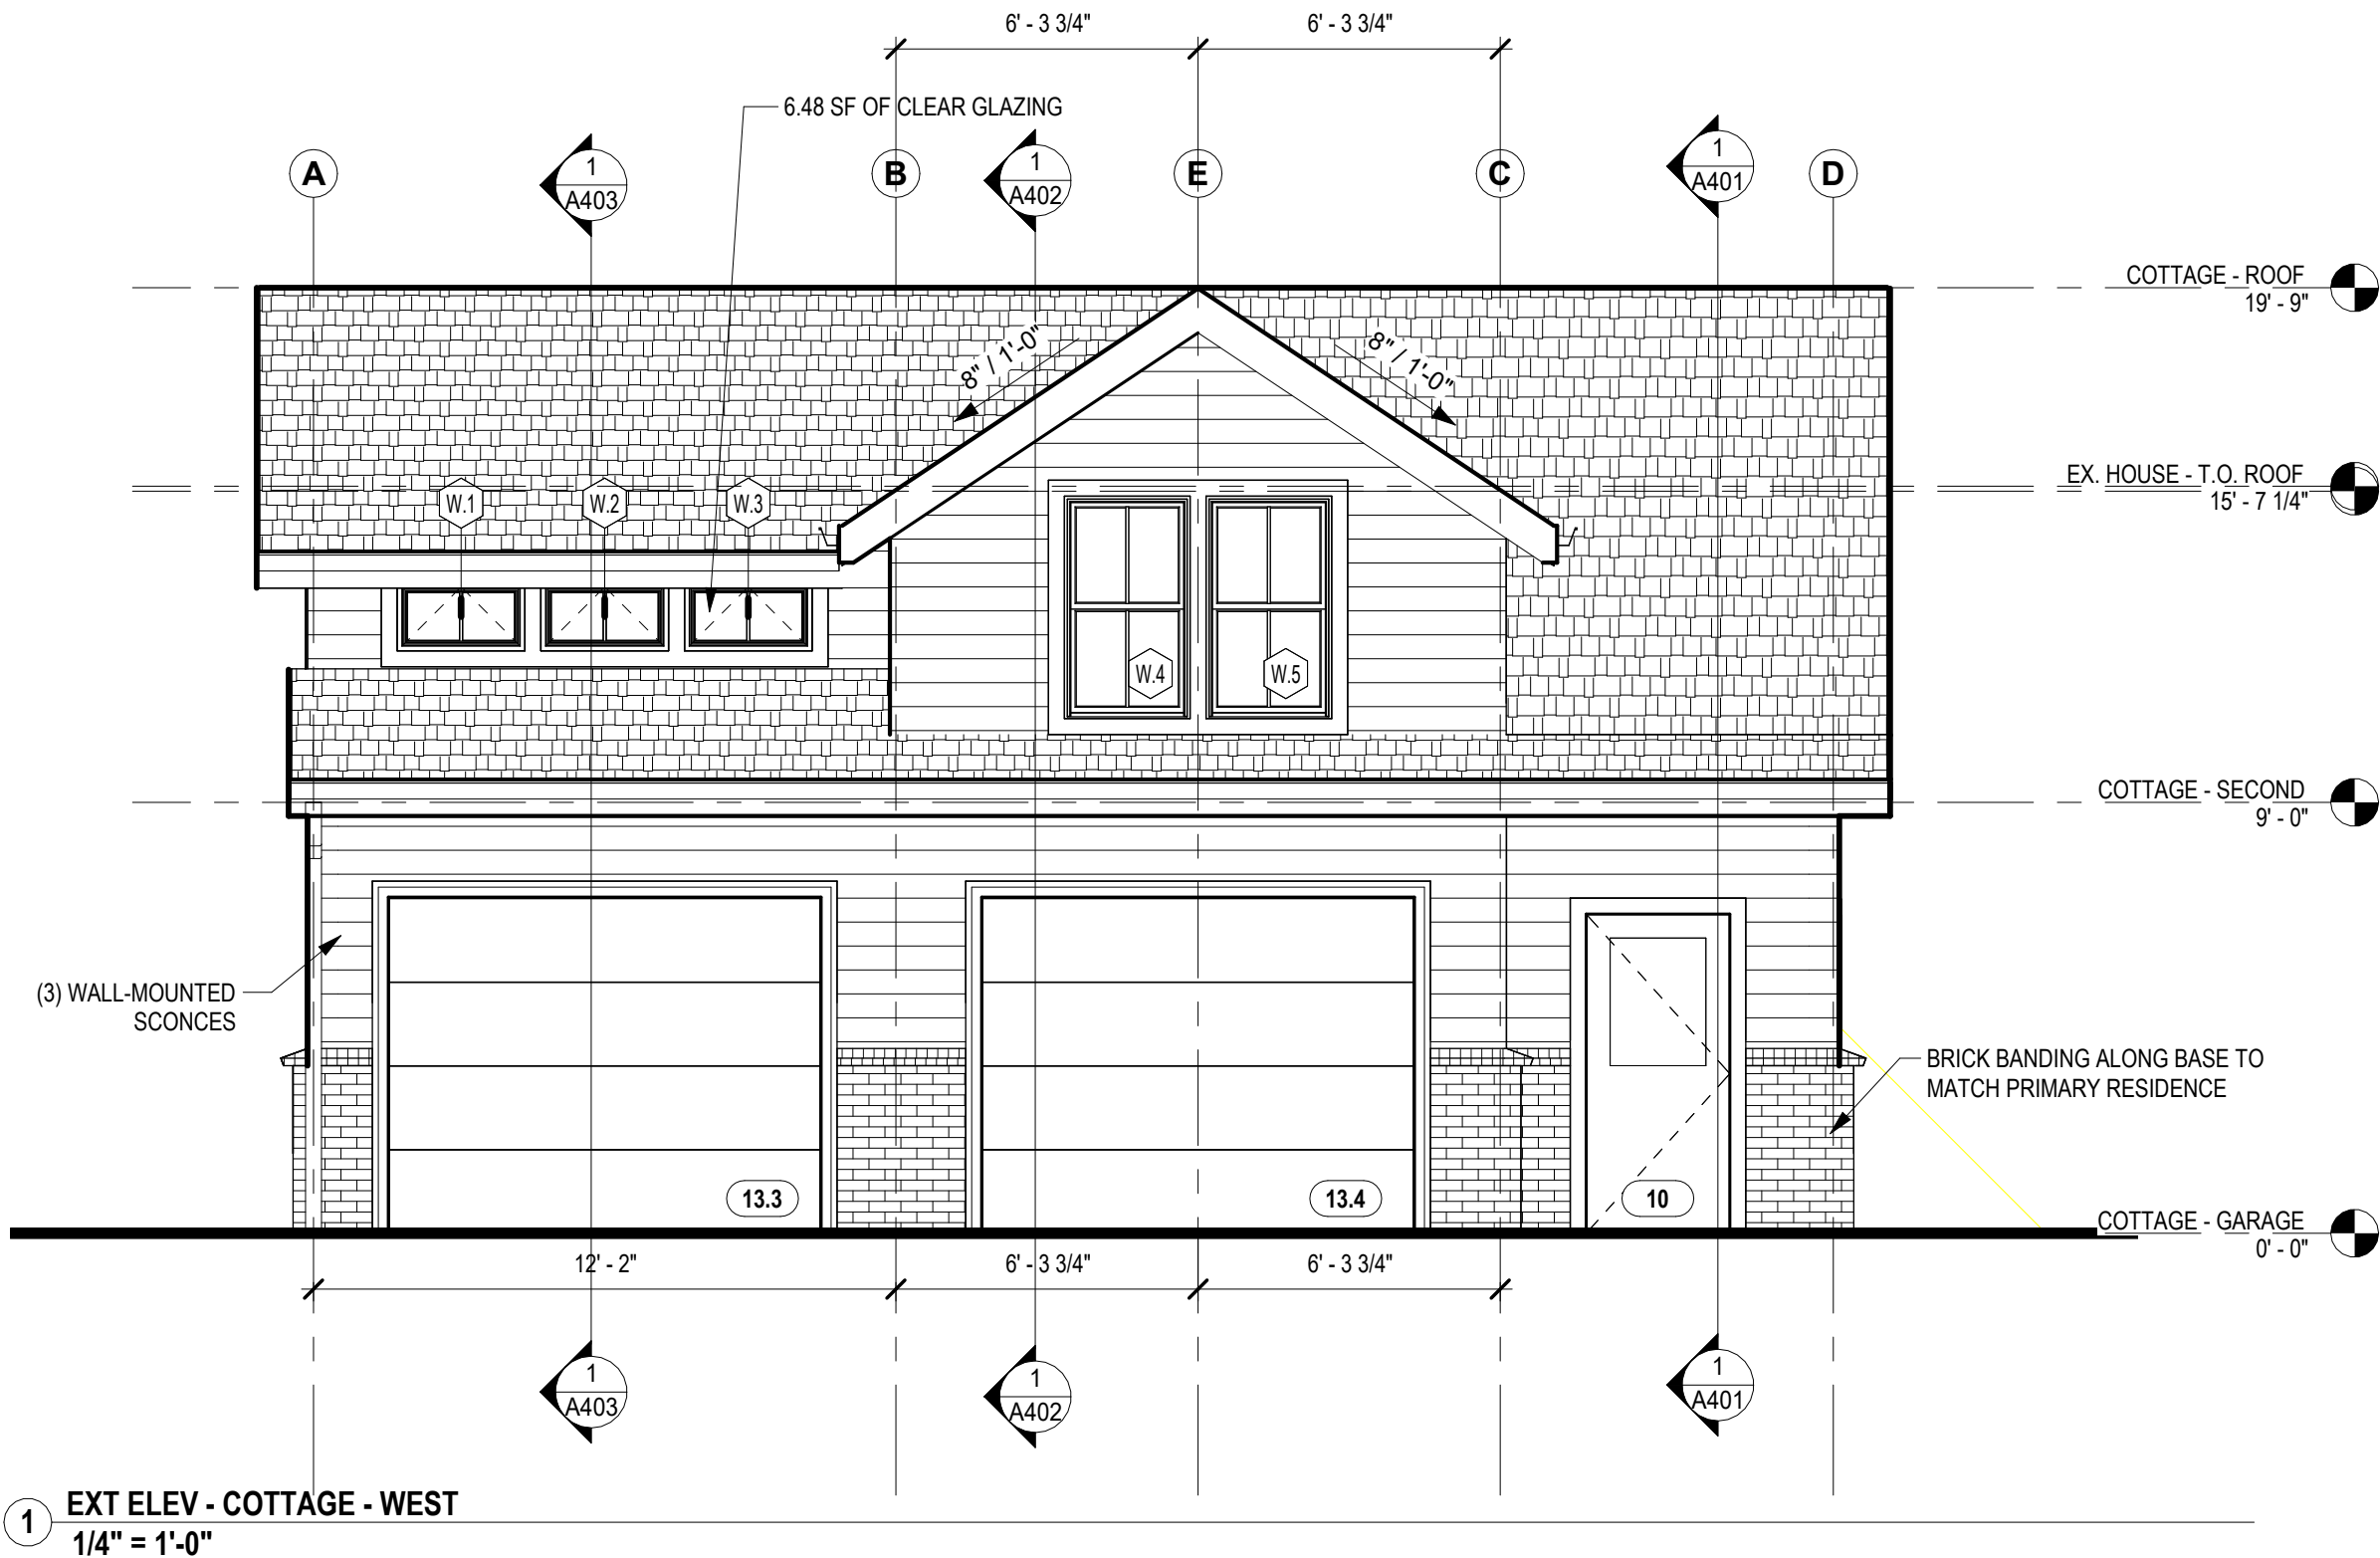 6' - 3 3/4"
6' - 3 3/4"
6.48 SF OF CLEAR GLAZING
A
1
A403
B
1
A402
E
C
1
A401
D
COTTAGE - ROOF
19' - 9"
8" / 1'-0"
8" / 1'-0"
EX. HOUSE - T.O. ROOF
15' - 7 1/4"
W.1
W.2
W.3
W.4
W.5
COTTAGE - SECOND
9' - 0"
(3) WALL-MOUNTED
SCONCES
BRICK BANDING ALONG BASE TO
MATCH PRIMARY RESIDENCE
13.3
13.4
10
COTTAGE - GARAGE
0' - 0"
12' - 2"
6' - 3 3/4"
6' - 3 3/4"
1
A403
1
A402
1
A401
1
EXT ELEV - COTTAGE - WEST
1/4" = 1'-0"